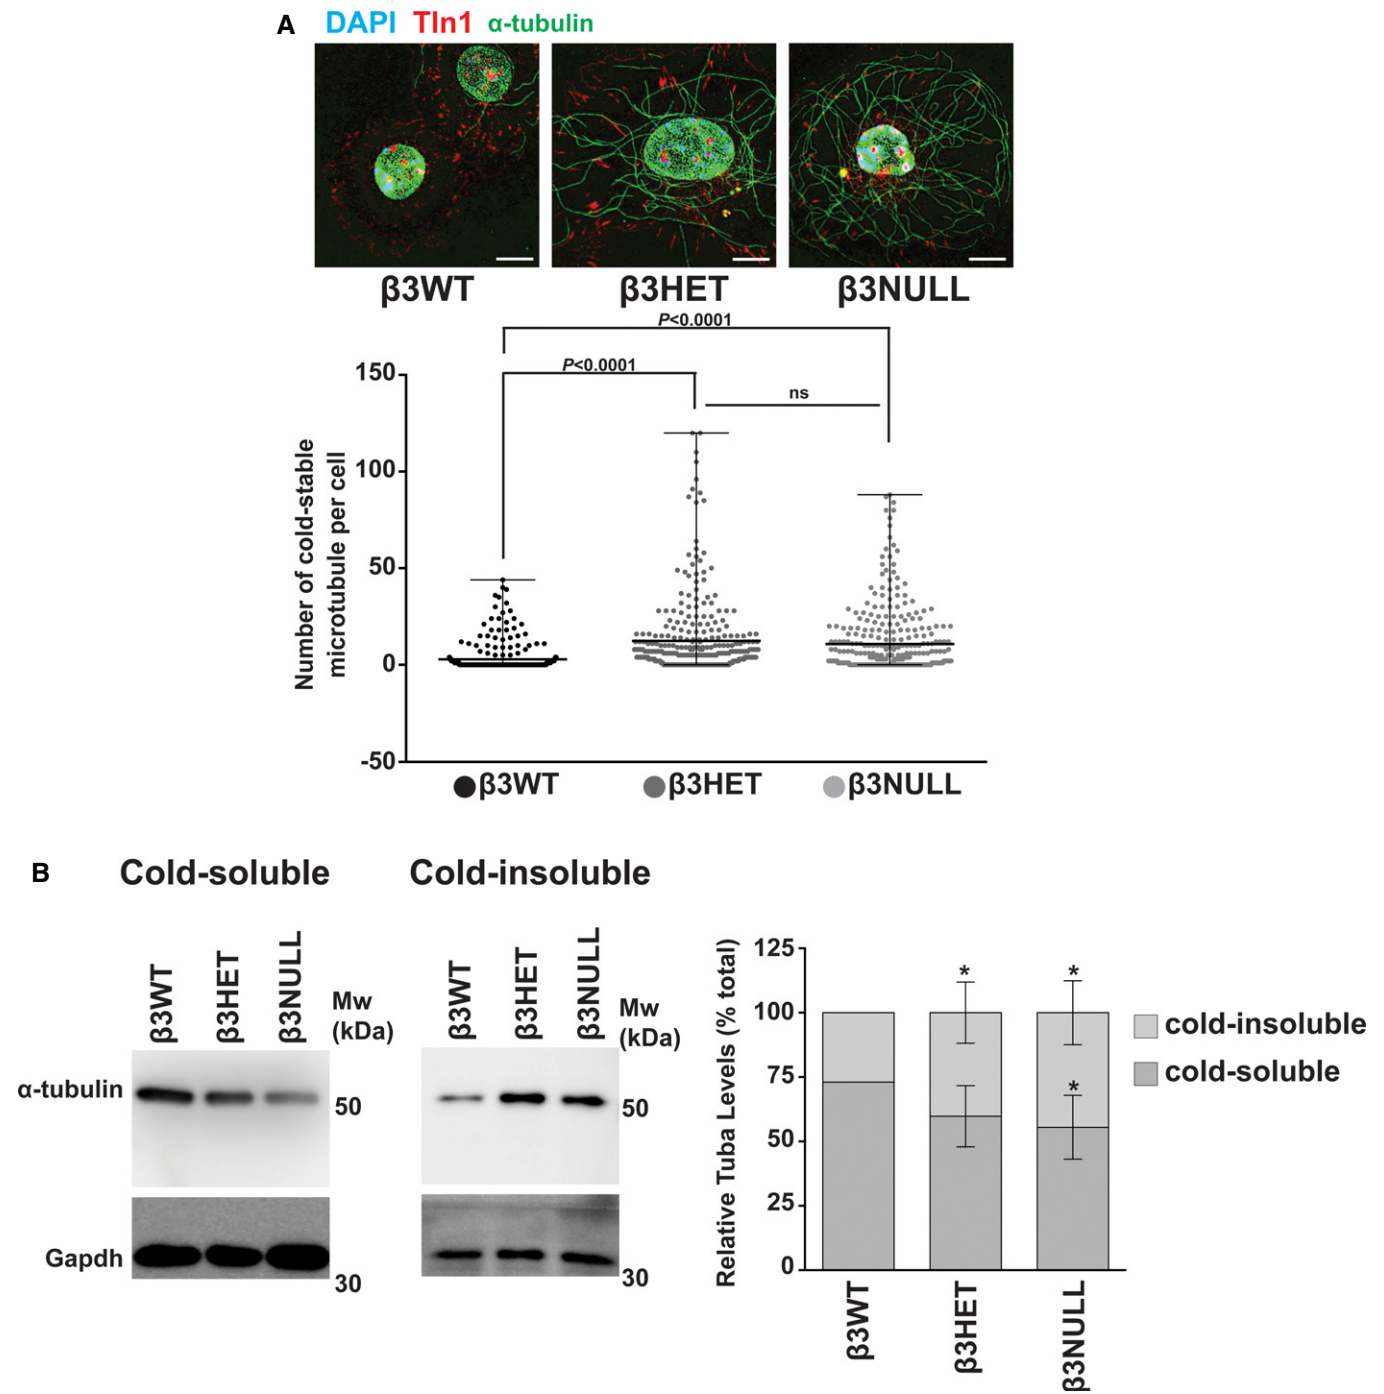 A DAPI Tln1 α-tubulin
β3WT β3HET β3NULL
P<0.0001
P<0.0001
ns
150
100
50
0
-50
Number of cold-stable
microtubule per cell
β3WT β3HET β3NULL
B Cold-soluble Cold-insoluble
β3WT β3HET β3NULL Mw
(kDa)
α-tubulin 50
Gapdh 30
β3WT β3HET β3NULL Mw
(kDa)
50
30
Relative Tuba Levels (% total)
125
100
75
50
25
0
* *
*
cold-insoluble
cold-soluble
β3WT β3HET β3NULL